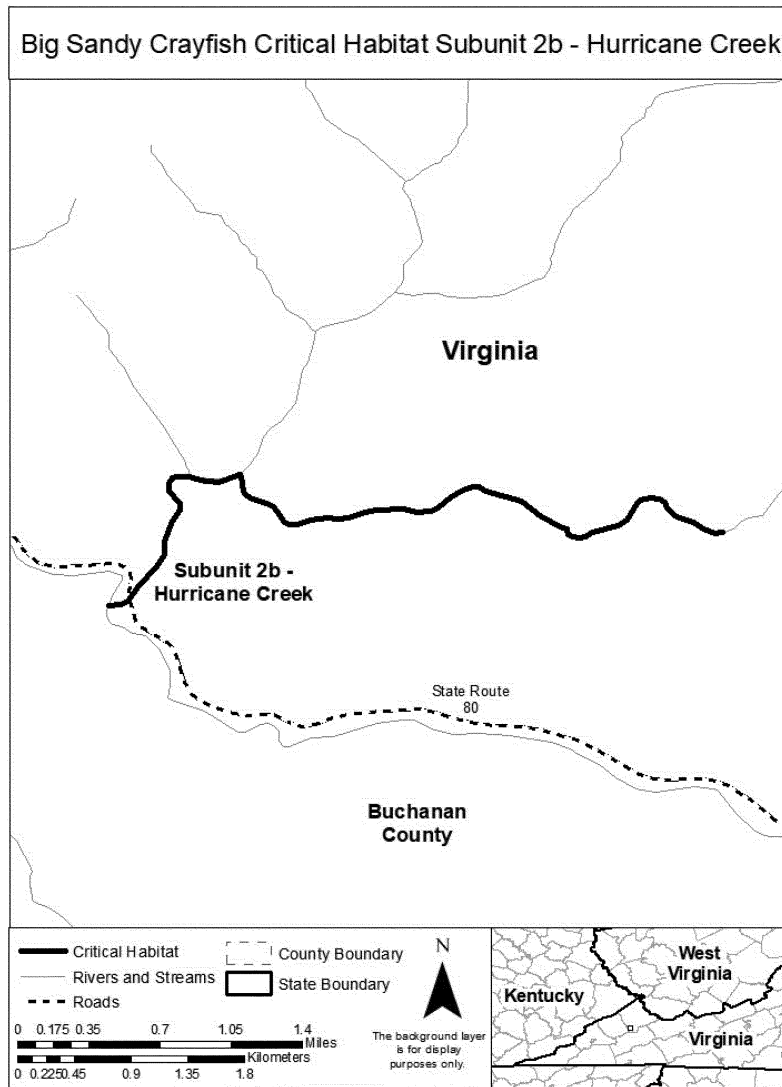 Big Sandy Crayfish Critical Habitat Subunit 2b - Hurricane Creek
Virginia
Subunit 2b -
Hurricane Creek
State Route
80
Buchanan
County
Critical Habitat
Rivers and Streams
Roads
County Boundary
State Boundary
N
The background layer
is for display
purposes only.
0 0.175 0.35 0.7 1.05 1.4
Miles
Kilometers
0 0.225 0.45 0.9 1.35 1.8
West
Virginia
Kentucky
Virginia